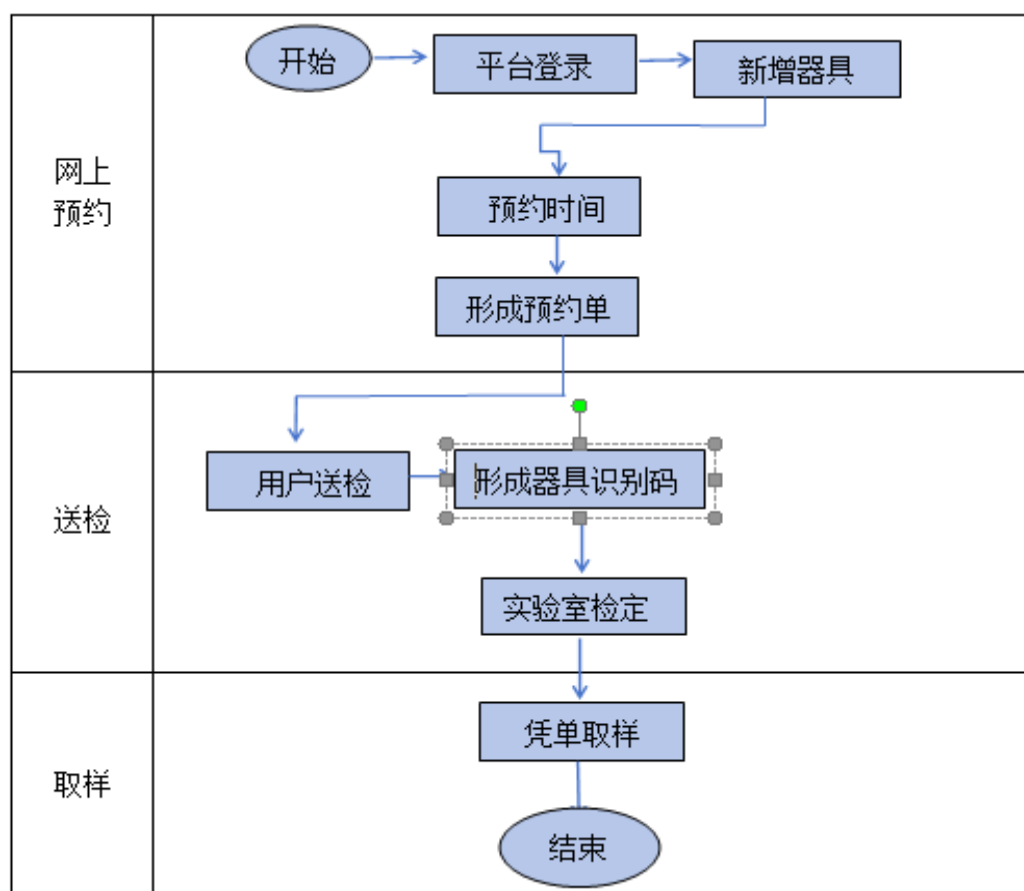 开始
平台登录
新增器具
网上
预约
预约时间
形成预约单
用户送检
形成器具识别码
送检
实验室检定
凭单取样
取样
结束